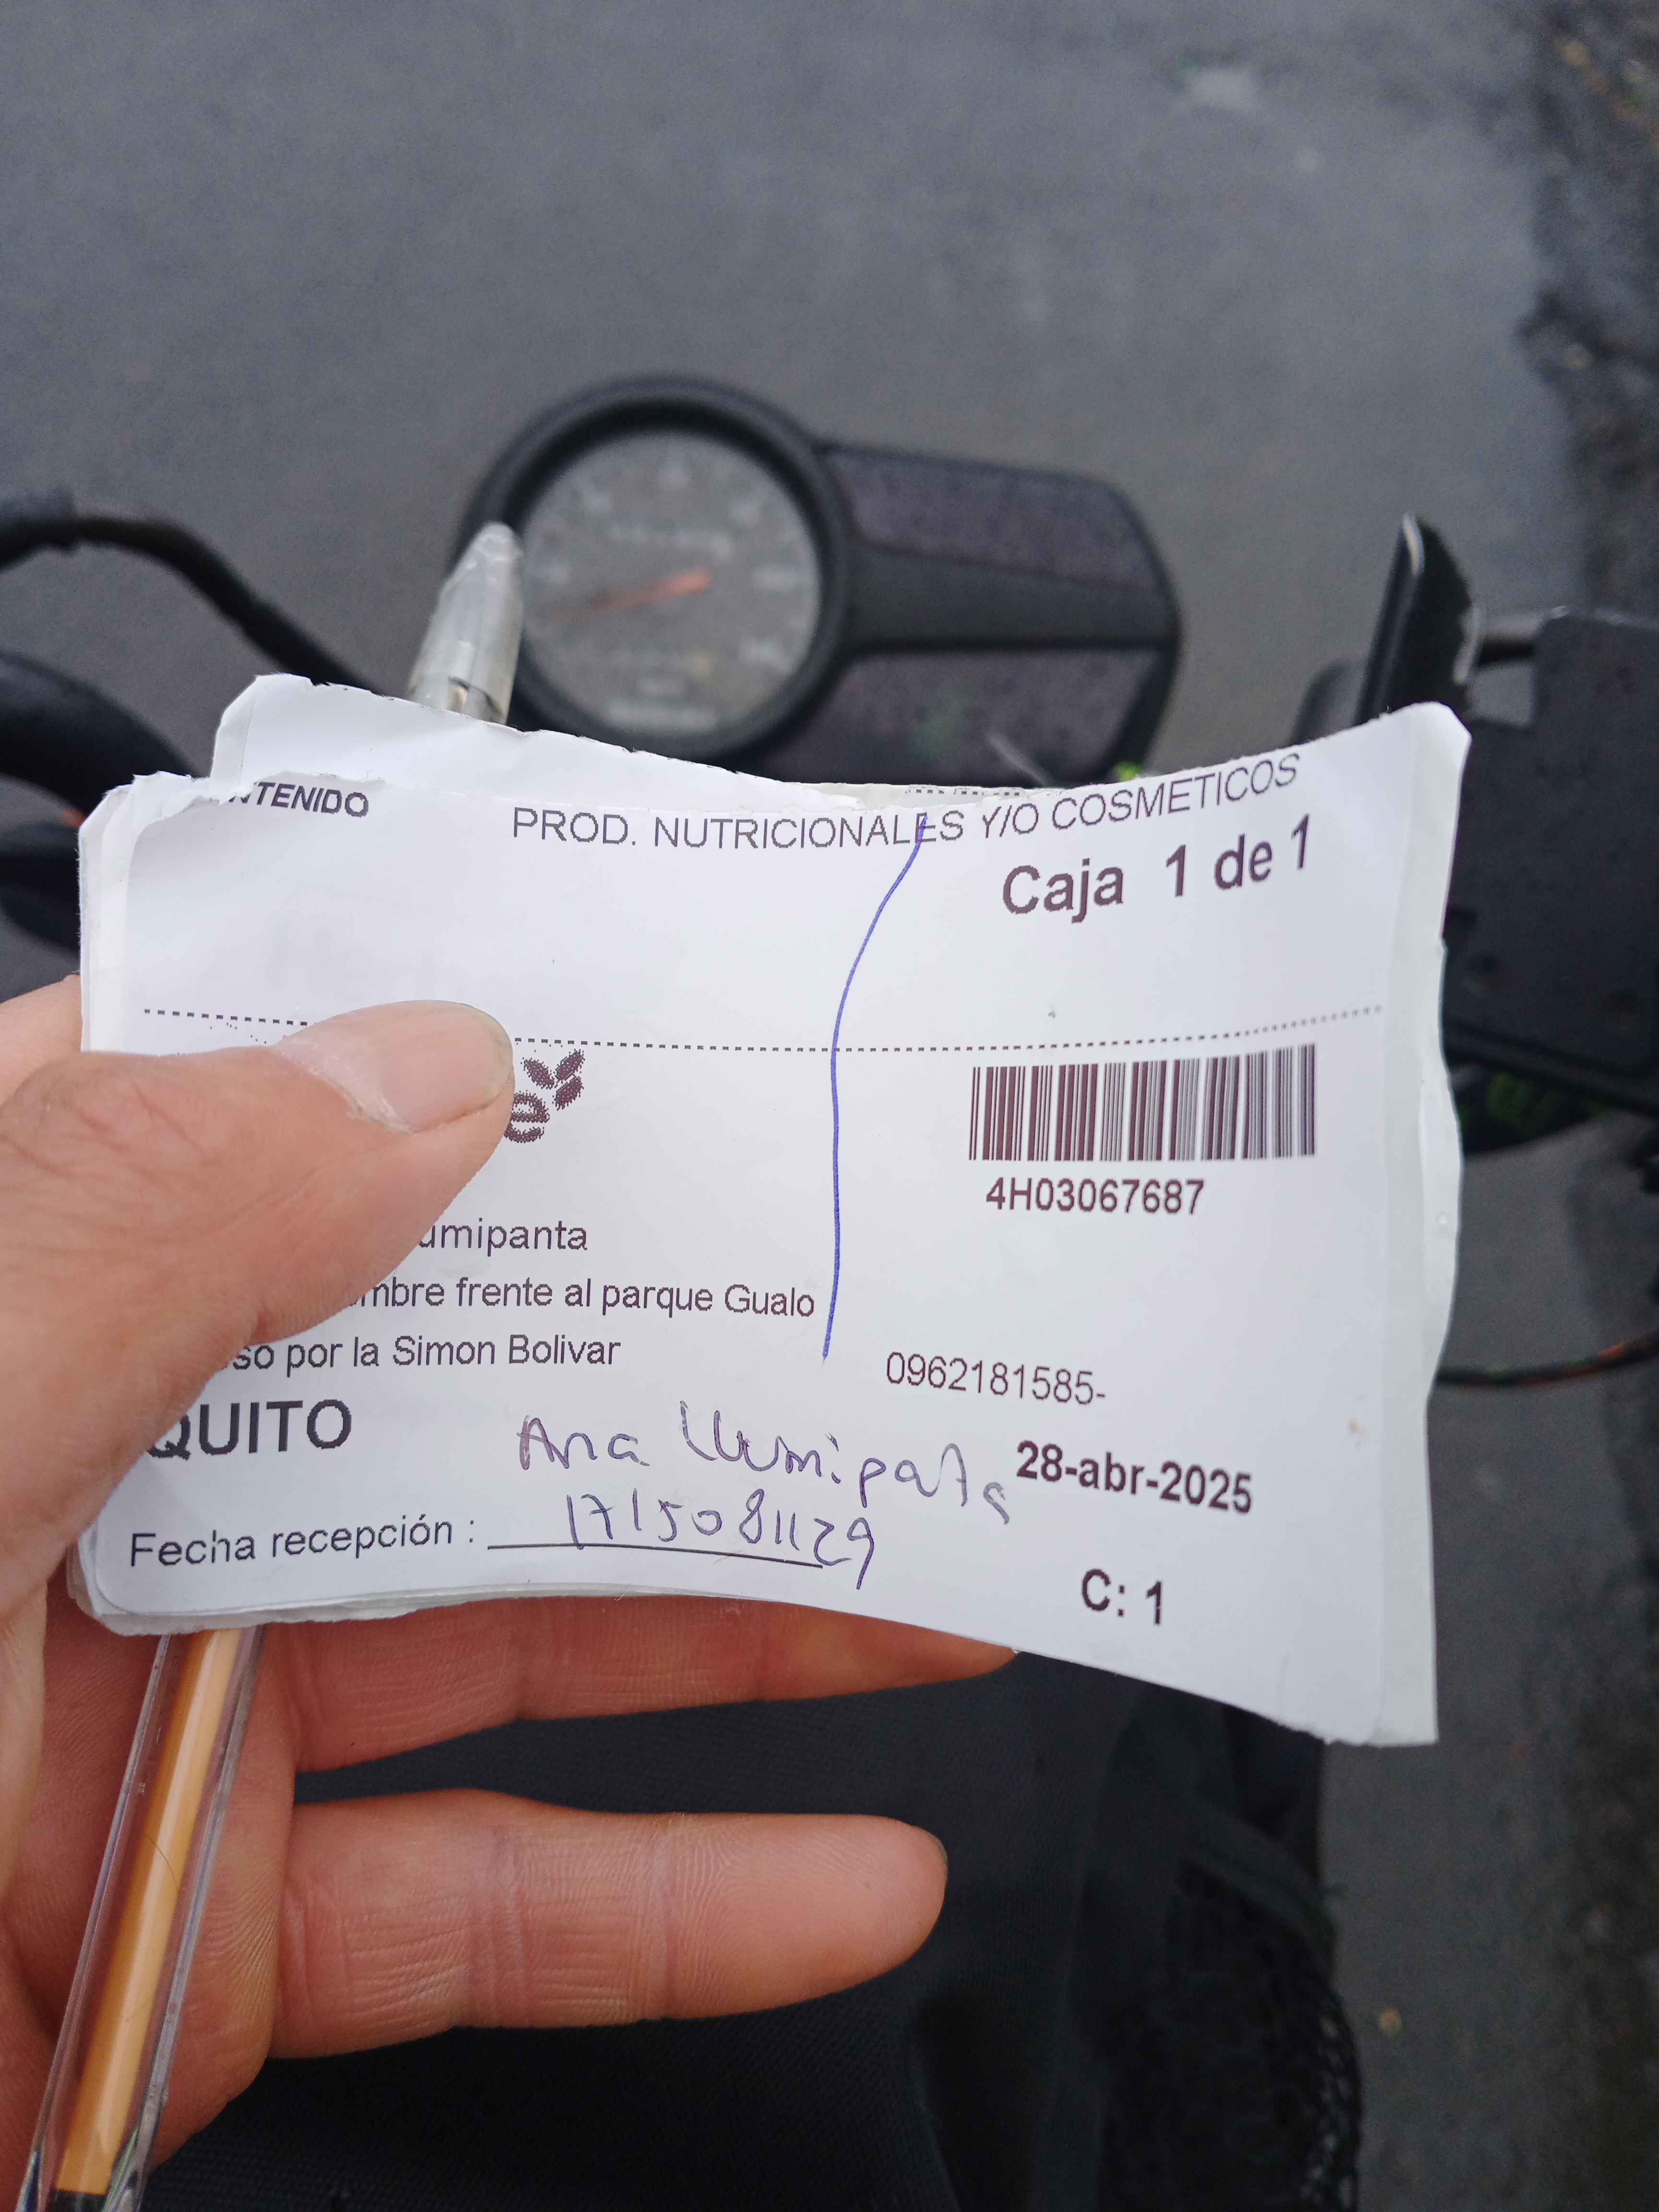 NTENIDO PROD. NUTRICIONALES Y/O COSMETICOS
Caja 1 de 1
e
4H03067687
umipanta
mbre frente al parque Gualo
so por la Simon Bolivar
0962181585-
QUITO
Ana
28-abr-2025
Fecha recepción : 1715081129
C: 1